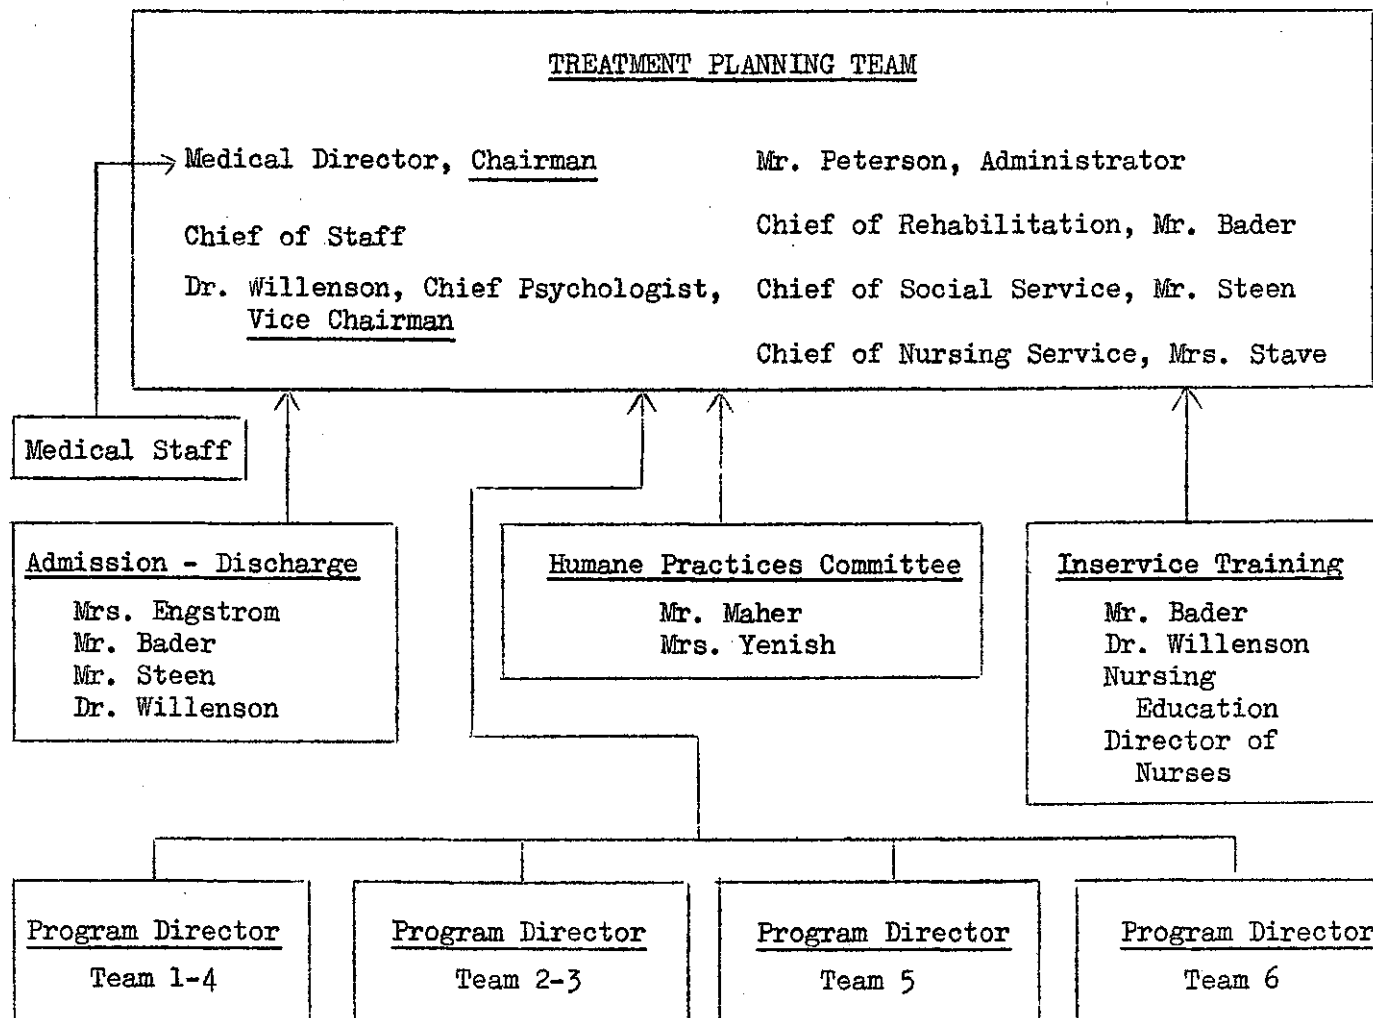 TREATMENT PLANNING TEAM
Medical Director, Chairman
Chief of Staff
Dr. Willenson, Chief Psychologist,
Vice Chairman
Mr. Peterson, Administrator
Chief of Rehabilitation, Mr. Bader
Chief of Social Service, Mr. Steen
Chief of Nursing Service, Mrs. Stave
Medical Staff
Admission - Discharge
Mrs. Engstrom
Mr. Bader
Mr. Steen
Dr. Willenson
Humane Practices Committee
Mr. Maher
Mrs. Yenish
Inservice Training
Mr. Bader
Dr. Willenson
Nursing
Education
Director of
Nurses
Program Director
Team 1-4
Program Director
Team 2-3
Program Director
Team 5
Program Director
Team 6